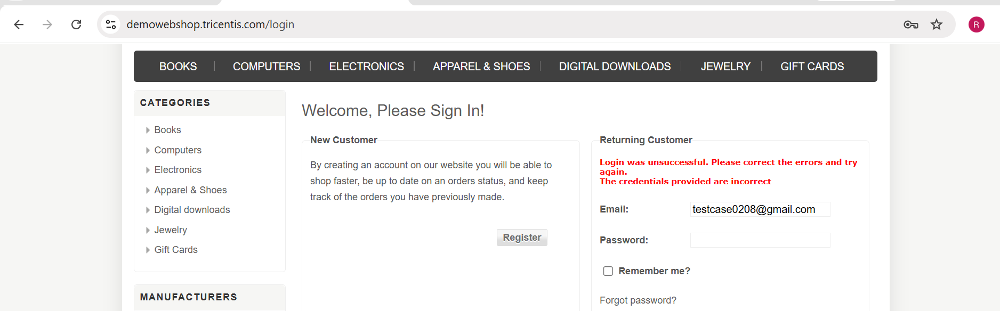 demowebshop.tricentis.com/login
R
BOOKS COMPUTERS ELECTRONICS APPAREL & SHOES DIGITAL DOWNLOADS JEWELRY GIFT CARDS
CATEGORIES
Books
Computers
Electronics
Apparel & Shoes
Digital downloads
Jewelry
Gift Cards
MANUFACTURERS
Welcome, Please Sign In!
New Customer
By creating an account on our website you will be able to
shop faster, be up to date on an orders status, and keep
track of the orders you have previously made.
Register
Returning Customer
Login was unsuccessful. Please correct the errors and try
again.
The credentials provided are incorrect
Email: testcase0208@gmail.com
Password:
Remember me?
Forgot password?